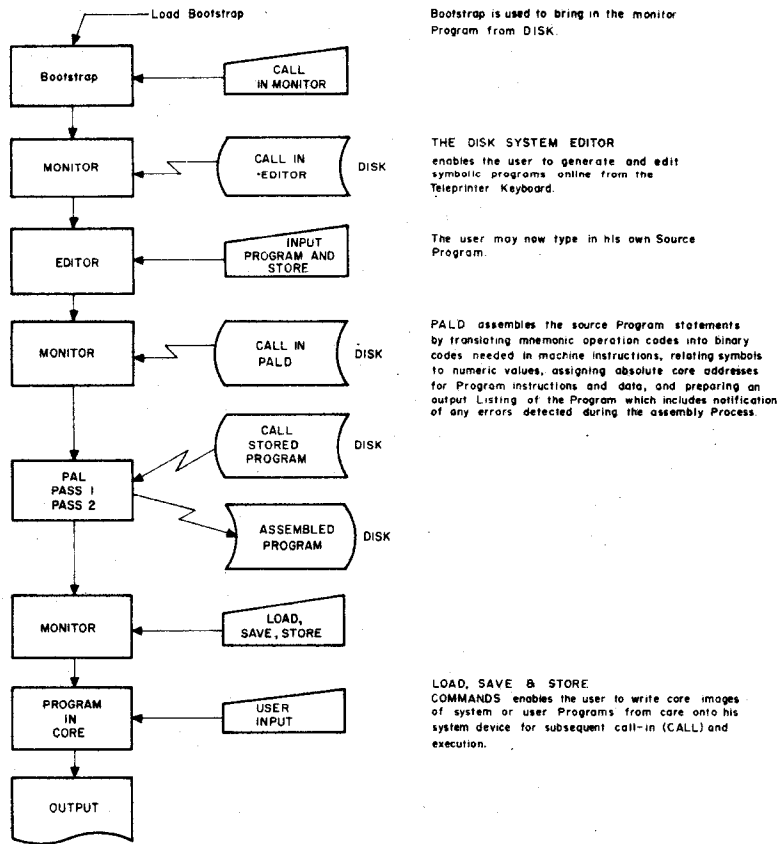 Load Bootstrap
Bootstrap is used to bring in the monitor
Program from DISK.
Bootstrap
CALL
IN MONITOR
MONITOR
CALL IN
·EDITOR
DISK
THE DISK SYSTEM EDITOR
enables the user to generate and edit
symbolic programs online from the
Teleprinter Keyboard.
EDITOR
INPUT
PROGRAM AND
STORE
The user may now type in his own Source
Program.
MONITOR
CALL IN
PALD
DISK
PALD assembles the source Program statements
by translating mnemonic operation codes into binary
codes needed in machine instructions, relating symbols
to numeric values, assigning absolute core addresses
for Program instructions and data, and preparing an
output Listing of the Program which includes notification
of any errors detected during the assembly Process.
CALL
STORED
PROGRAM
DISK
PAL
PASS 1
PASS 2
ASSEMBLED
PROGRAM
DISK
MONITOR
LOAD,
SAVE, STORE
PROGRAM
IN
CORE
USER
INPUT
LOAD, SAVE & STORE
COMMANDS enables the user to write core images
of system or user Programs from care onto his
system device for subsequent call-in (CALL) and
execution.
OUTPUT